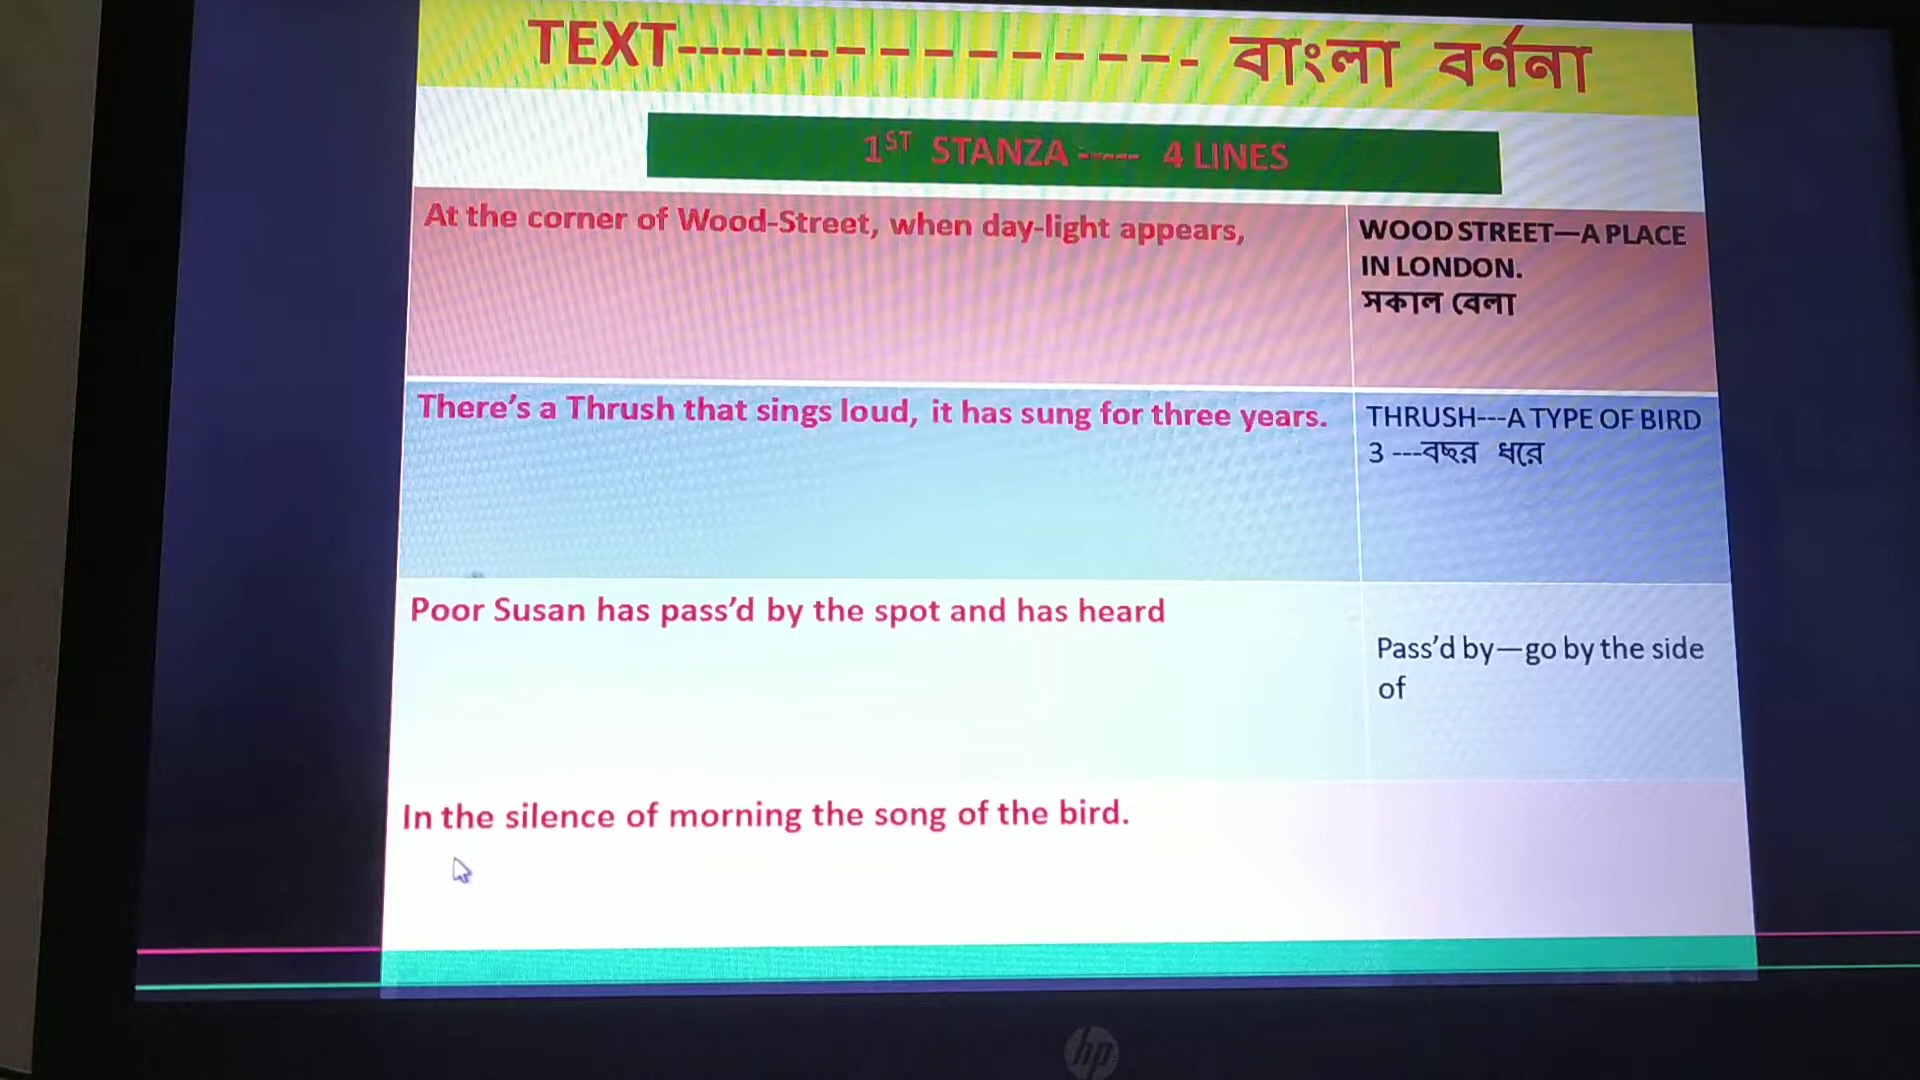 TEXT---------------- বাংলা বর্ণনা
1ST STANZA ----- 4 LINES
At the corner of Wood-Street, when day-light appears,
WOOD STREET—A PLACE
IN LONDON.
সকাল বেলা
There's a Thrush that sings loud, it has sung for three years.
THRUSH---A TYPE OF BIRD
3 ---বছর ধরে
Poor Susan has pass'd by the spot and has heard
Pass'd by—go by the side
of
In the silence of morning the song of the bird.
hp